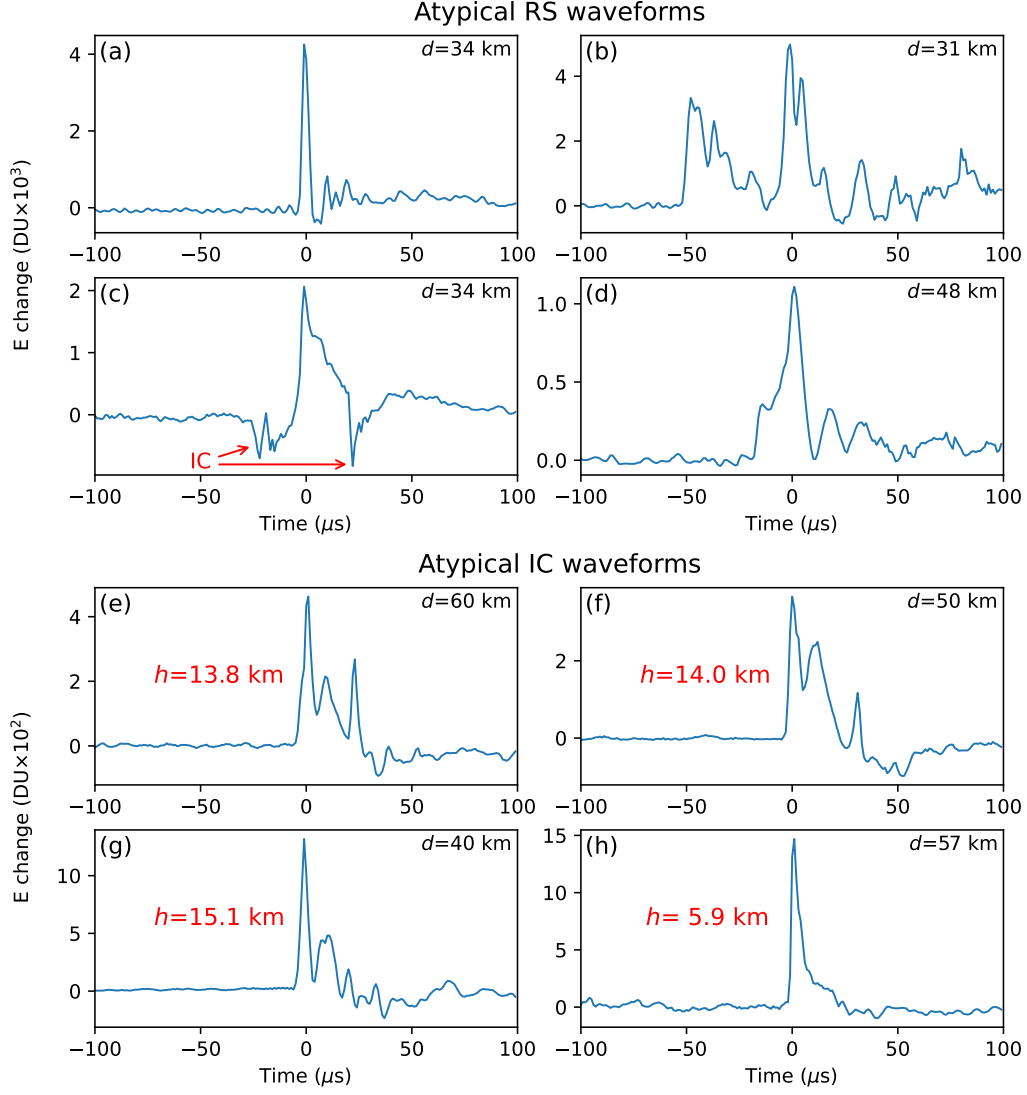 Atypical RS waveforms
E change (DU×10³)
(a) d=34 km
4
2
0
−100 −50 0 50 100
(b) d=31 km
4
2
0
−100 −50 0 50 100
(c) d=34 km
2
1
0
IC
−100 −50 0 50 100
Time (μs)
(d) d=48 km
1.0
0.5
0.0
−100 −50 0 50 100
Time (μs)
Atypical IC waveforms
E change (DU×10²)
(e) d=60 km
4
h=13.8 km
2
0
−100 −50 0 50 100
(f) d=50 km
h=14.0 km
2
0
−100 −50 0 50 100
(g) d=40 km
10
h=15.1 km
5
0
−100 −50 0 50 100
Time (μs)
(h) d=57 km
15
10
h= 5.9 km
5
0
−100 −50 0 50 100
Time (μs)